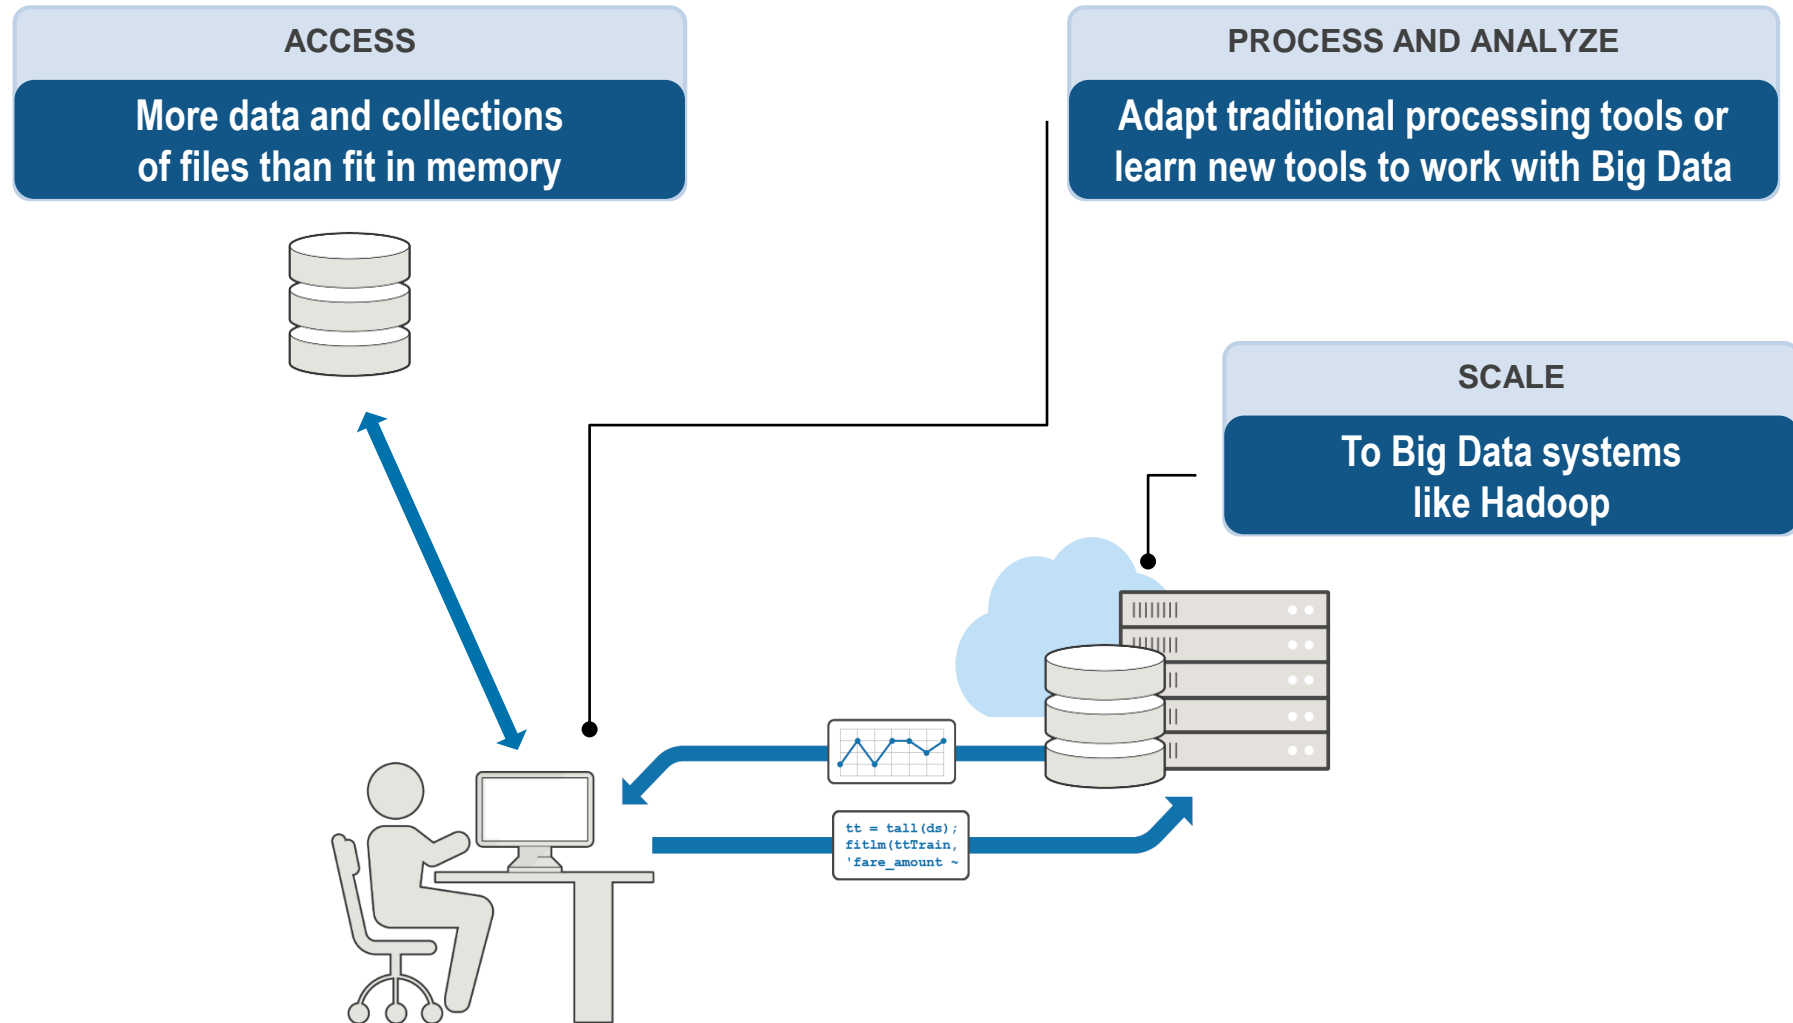 ACCESS
More data and collections
of files than fit in memory
PROCESS AND ANALYZE
Adapt traditional processing tools or
learn new tools to work with Big Data
SCALE
To Big Data systems
like Hadoop
tt = tall(ds);
fitlm(ttTrain,
'fare_amount ~